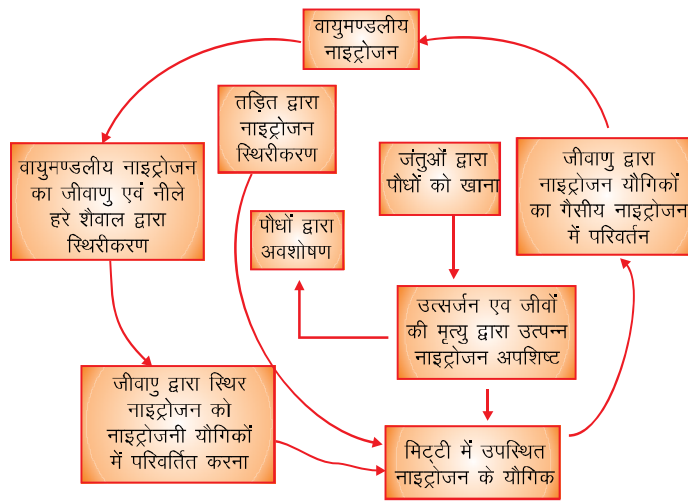 वायुमण्डलीय
नाइट्रोजन
तड़ित द्वारा
नाइट्रोजन
स्थिरीकरण
वायुमण्डलीय नाइट्रोजन
का जीवाणु एवं नीले
हरे शैवाल द्वारा
स्थिरीकरण
जंतुओं द्वारा
पौधों को खाना
जीवाणु द्वारा
नाइट्रोजन यौगिकों
का गैसीय नाइट्रोजन
में परिवर्तन
पौधों द्वारा
अवशोषण
उत्सर्जन एव जीवों
की मृत्यु द्वारा उत्पन्न
नाइट्रोजन अपशिष्ट
जीवाणु द्वारा स्थिर
नाइट्रोजन को
नाइट्रोजनी यौगिकों
में परिवर्तित करना
मिट्टी में उपस्थित
नाइट्रोजन के यौगिक